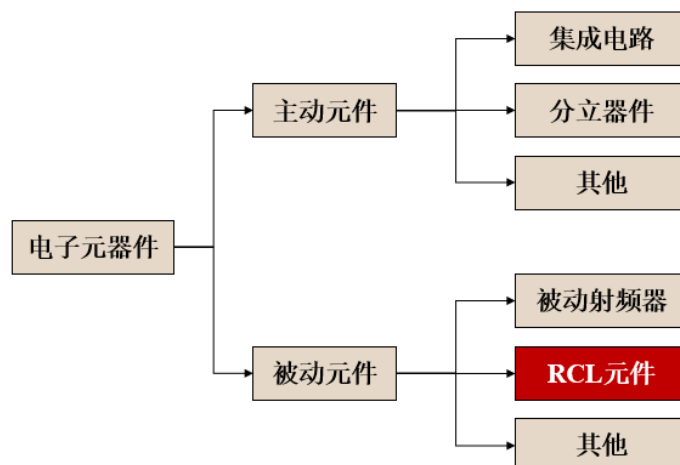 集成电路
主动元件
分立器件
其他
电子元器件
被动射频器
被动元件
RCL元件
其他